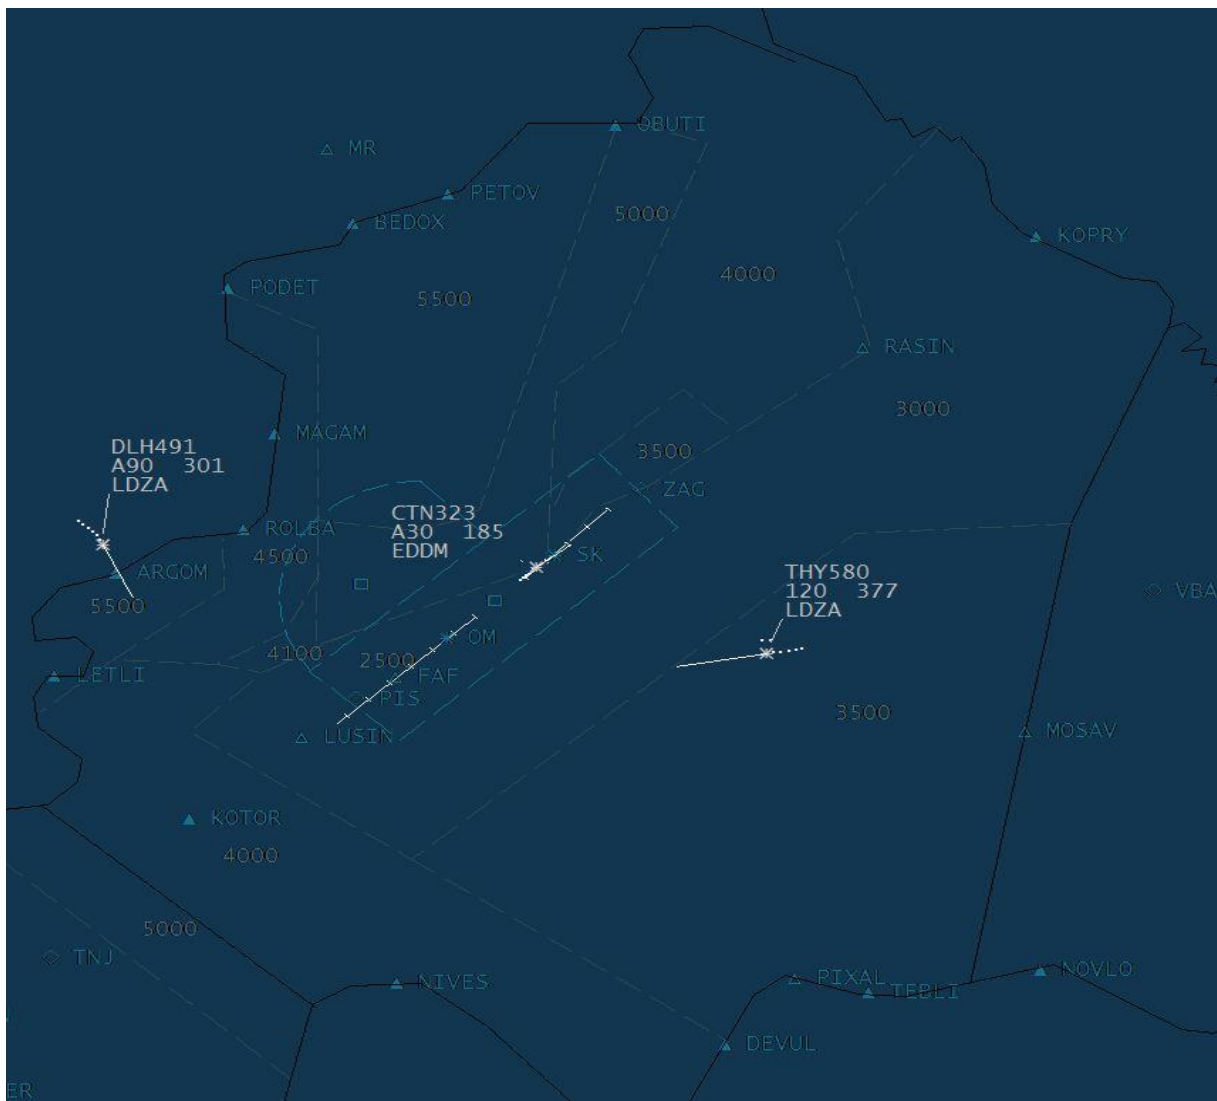 OBUTI
MR
PETOV
BEDOX
5000
KOPRY
4000
PODET
5500
RASIN
3000
MAGAM
DLH491
A90 301
LDZA
3500
ZAG
CTN323
A30 185
EDDM
ROLBA
4500
SK
ARGOM
THY580
120 377
LDZA
VBA
5500
OM
4100
2500
LETLI
FAF
PIS
3500
LUSIN
MOSAV
KOTOR
4000
5000
TNJ
NIVES
PIXAL
NOVLO
TEBLI
DEVUL
ER